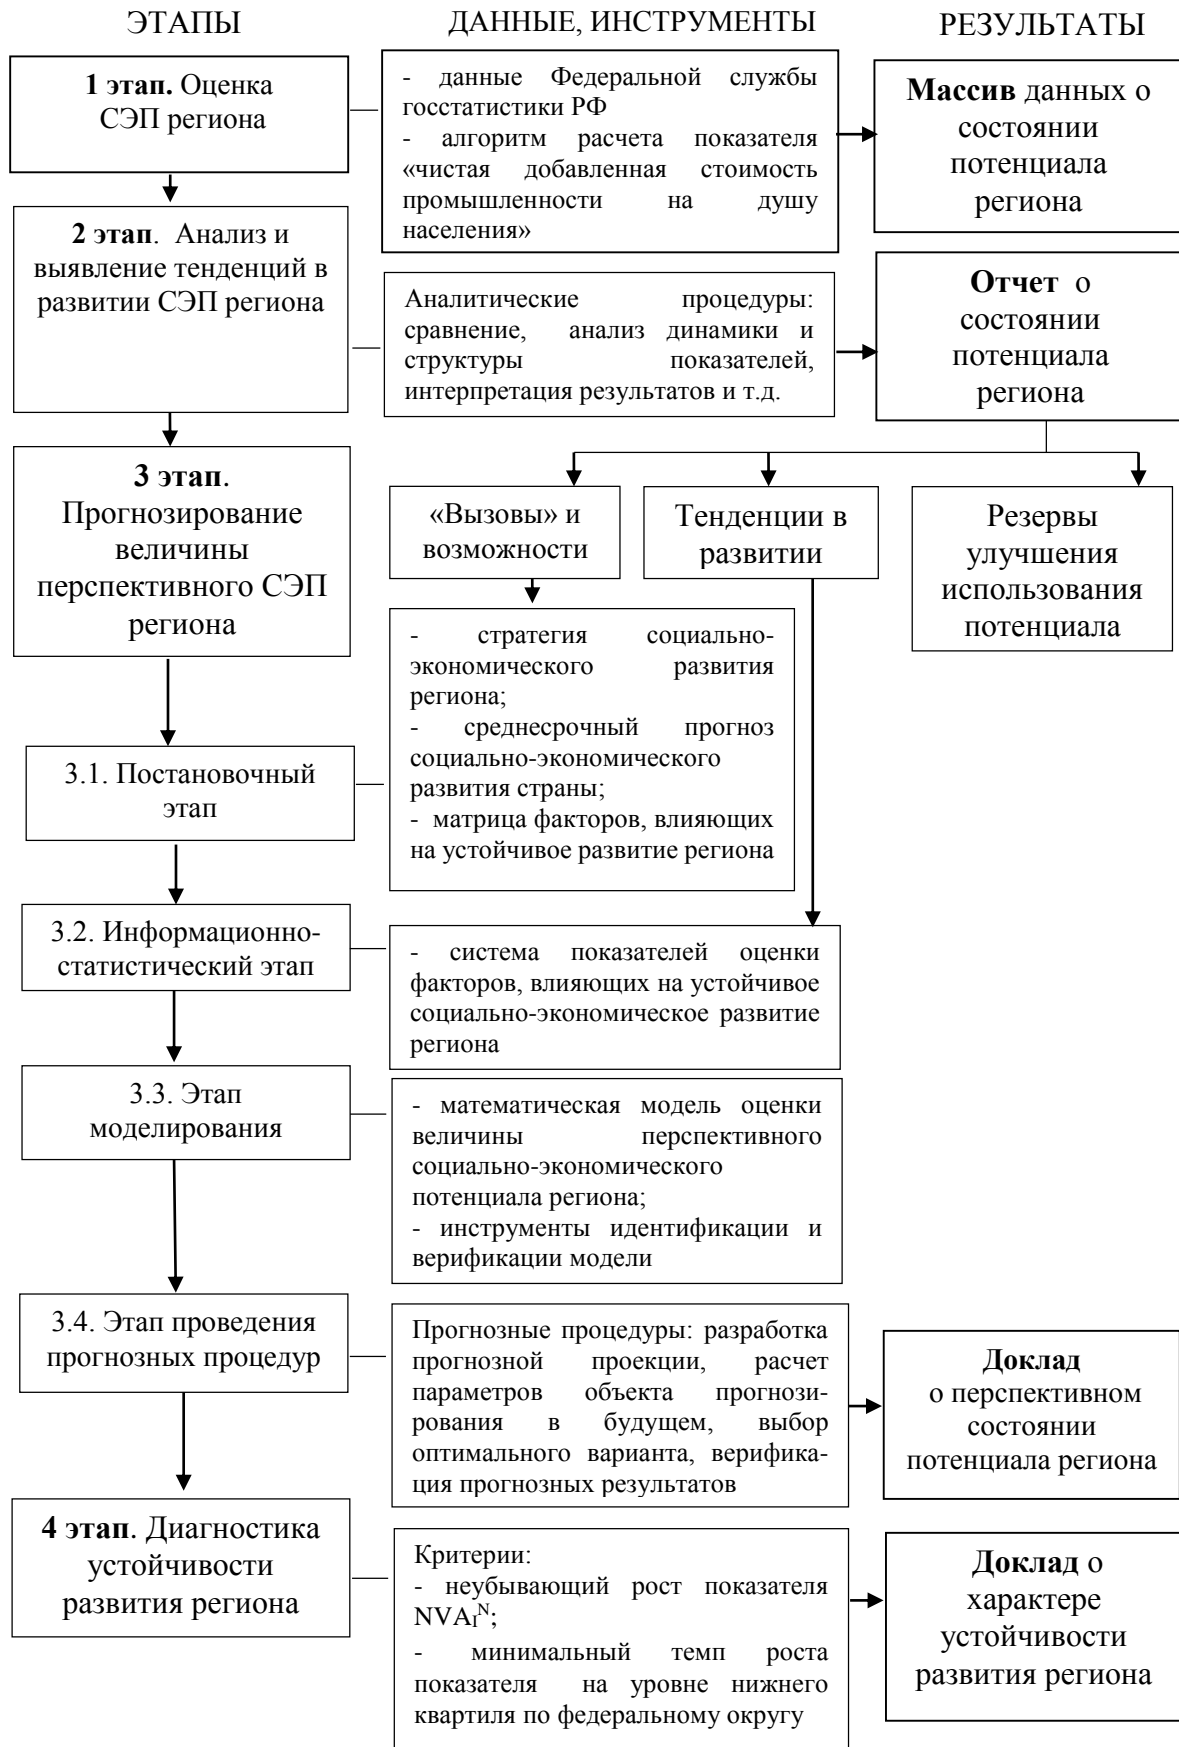 ЭТАПЫ
ДАННЫЕ, ИНСТРУМЕНТЫ
РЕЗУЛЬТАТЫ
1 этап. Оценка
СЭП региона
- данные Федеральной службы
госстатистики РФ
- алгоритм расчета показателя
«чистая добавленная стоимость
промышленности на душу
населения»
Массив данных о
состоянии
потенциала
региона
2 этап. Анализ и
выявление тенденций в
развитии СЭП региона
Аналитические процедуры:
сравнение, анализ динамики и
структуры показателей,
интерпретация результатов и т.д.
Отчет о
состоянии
потенциала
региона
3 этап.
Прогнозирование
величины
перспективного СЭП
региона
«Вызовы» и
возможности
Тенденции в
развитии
Резервы
улучшения
использования
потенциала
- стратегия социально-
экономического развития
региона;
- среднесрочный прогноз
социально-экономического
развития страны;
- матрица факторов, влияющих
на устойчивое развитие региона
3.1. Постановочный
этап
3.2. Информационно-
статистический этап
- система показателей оценки
факторов, влияющих на устойчивое
социально-экономическое развитие
региона
3.3. Этап
моделирования
- математическая модель оценки
величины перспективного
социально-экономического
потенциала региона;
- инструменты идентификации и
верификации модели
3.4. Этап проведения
прогнозных процедур
Прогнозные процедуры: разработка
прогнозной проекции, расчет
параметров объекта прогнози-
рования в будущем, выбор
оптимального варианта, верифика-
ция прогнозных результатов
Доклад
о перспективном
состоянии
потенциала региона
4 этап. Диагностика
устойчивости
развития региона
Критерии:
- неубывающий рост показателя
NVA_I^N;
- минимальный темп роста
показателя на уровне нижнего
квартиля по федеральному округу
Доклад о
характере
устойчивости
развития региона